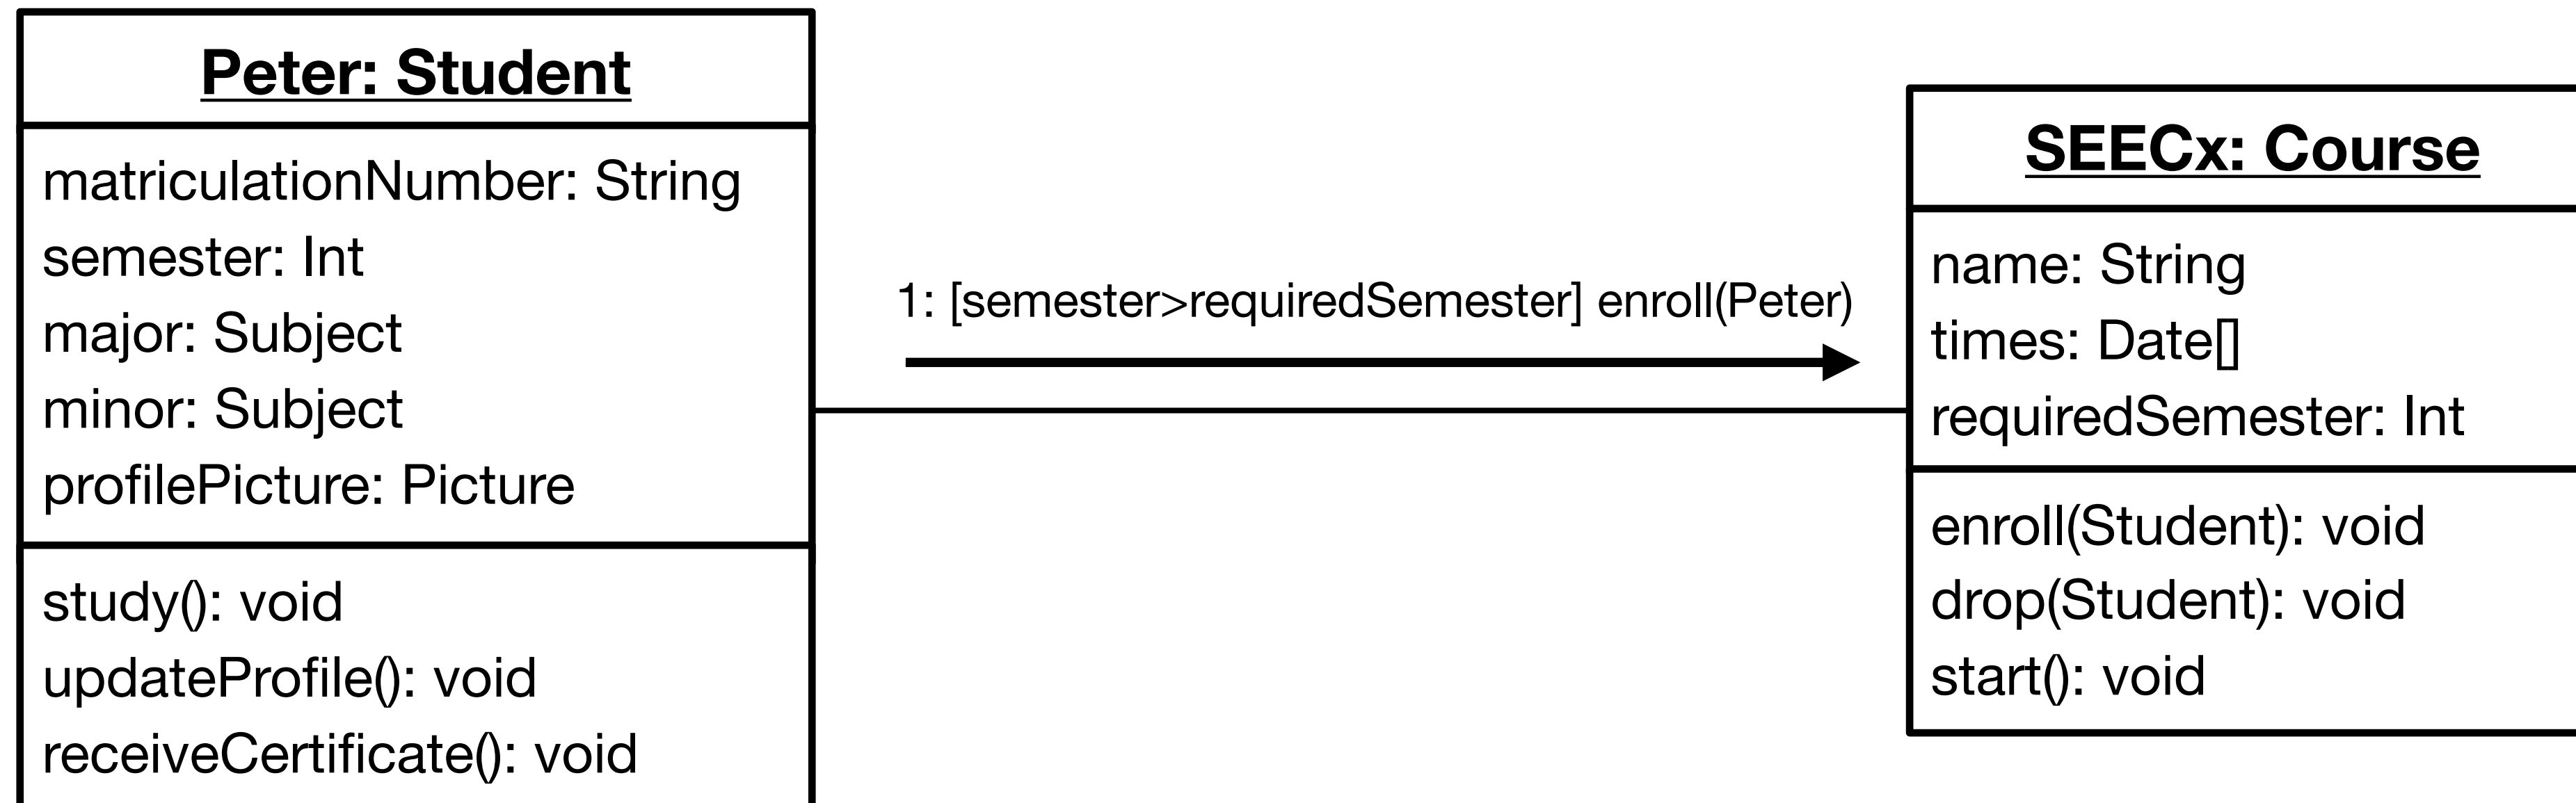 Peter: Student
matriculationNumber: String
semester: Int
major: Subject
minor: Subject
profilePicture: Picture
study(): void
updateProfile(): void
receiveCertificate(): void
1: [semester>requiredSemester] enroll(Peter)
SEECx: Course
name: String
times: Date[]
requiredSemester: Int
enroll(Student): void
drop(Student): void
start(): void